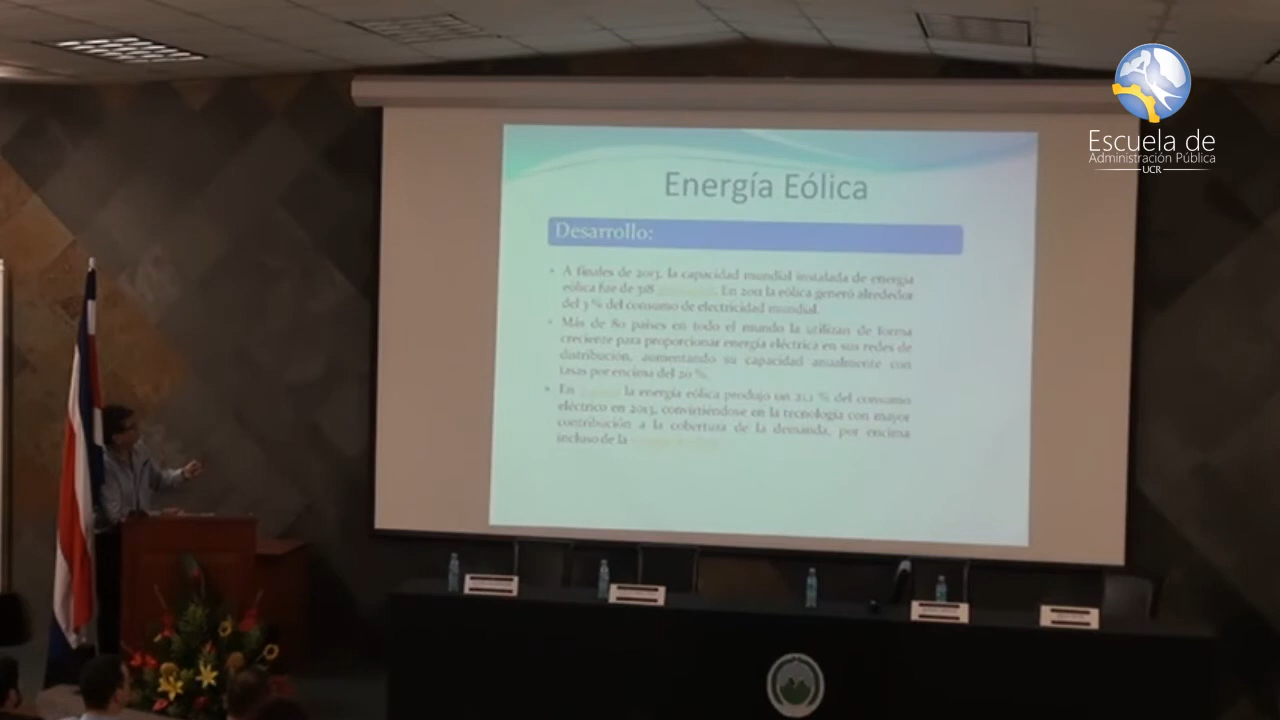 Escuela de
Administración Pública
UCR
Energía Eólica
Desarrollo:
• A finales de 2013, la capacidad mundial instalada de energía
eólica fue de 318 En 2011 la eólica generó alrededor
del 3 % del consumo de electricidad mundial.
• Más de 80 países en todo el mundo la utilizan de forma
creciente para proporcionar energía eléctrica en sus redes de
distribución, aumentando su capacidad anualmente con
tasas por encima del 20 %.
• En la energía eólica produjo un 21,1 % del consumo
eléctrico en 2013, convirtiéndose en la tecnología con mayor
contribución a la cobertura de la demanda, por encima
incluso de la